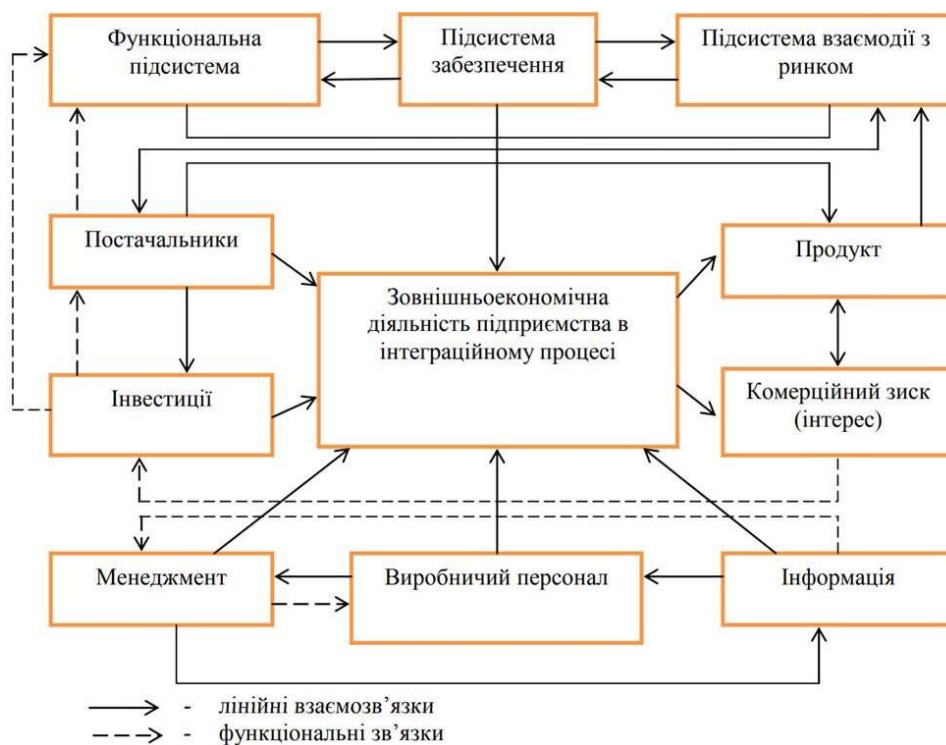 Функціональна
підсистема
Підсистема
забезпечення
Підсистема взаємодії з
ринком
Постачальники
Зовнішньоекономічна
діяльність підприємства в
інтеграційному процесі
Продукт
Інвестиції
Комерційний зиск
(інтерес)
Менеджмент
Виробничий персонал
Інформація
- лінійні взаємозв’язки
- функціональні зв’язки